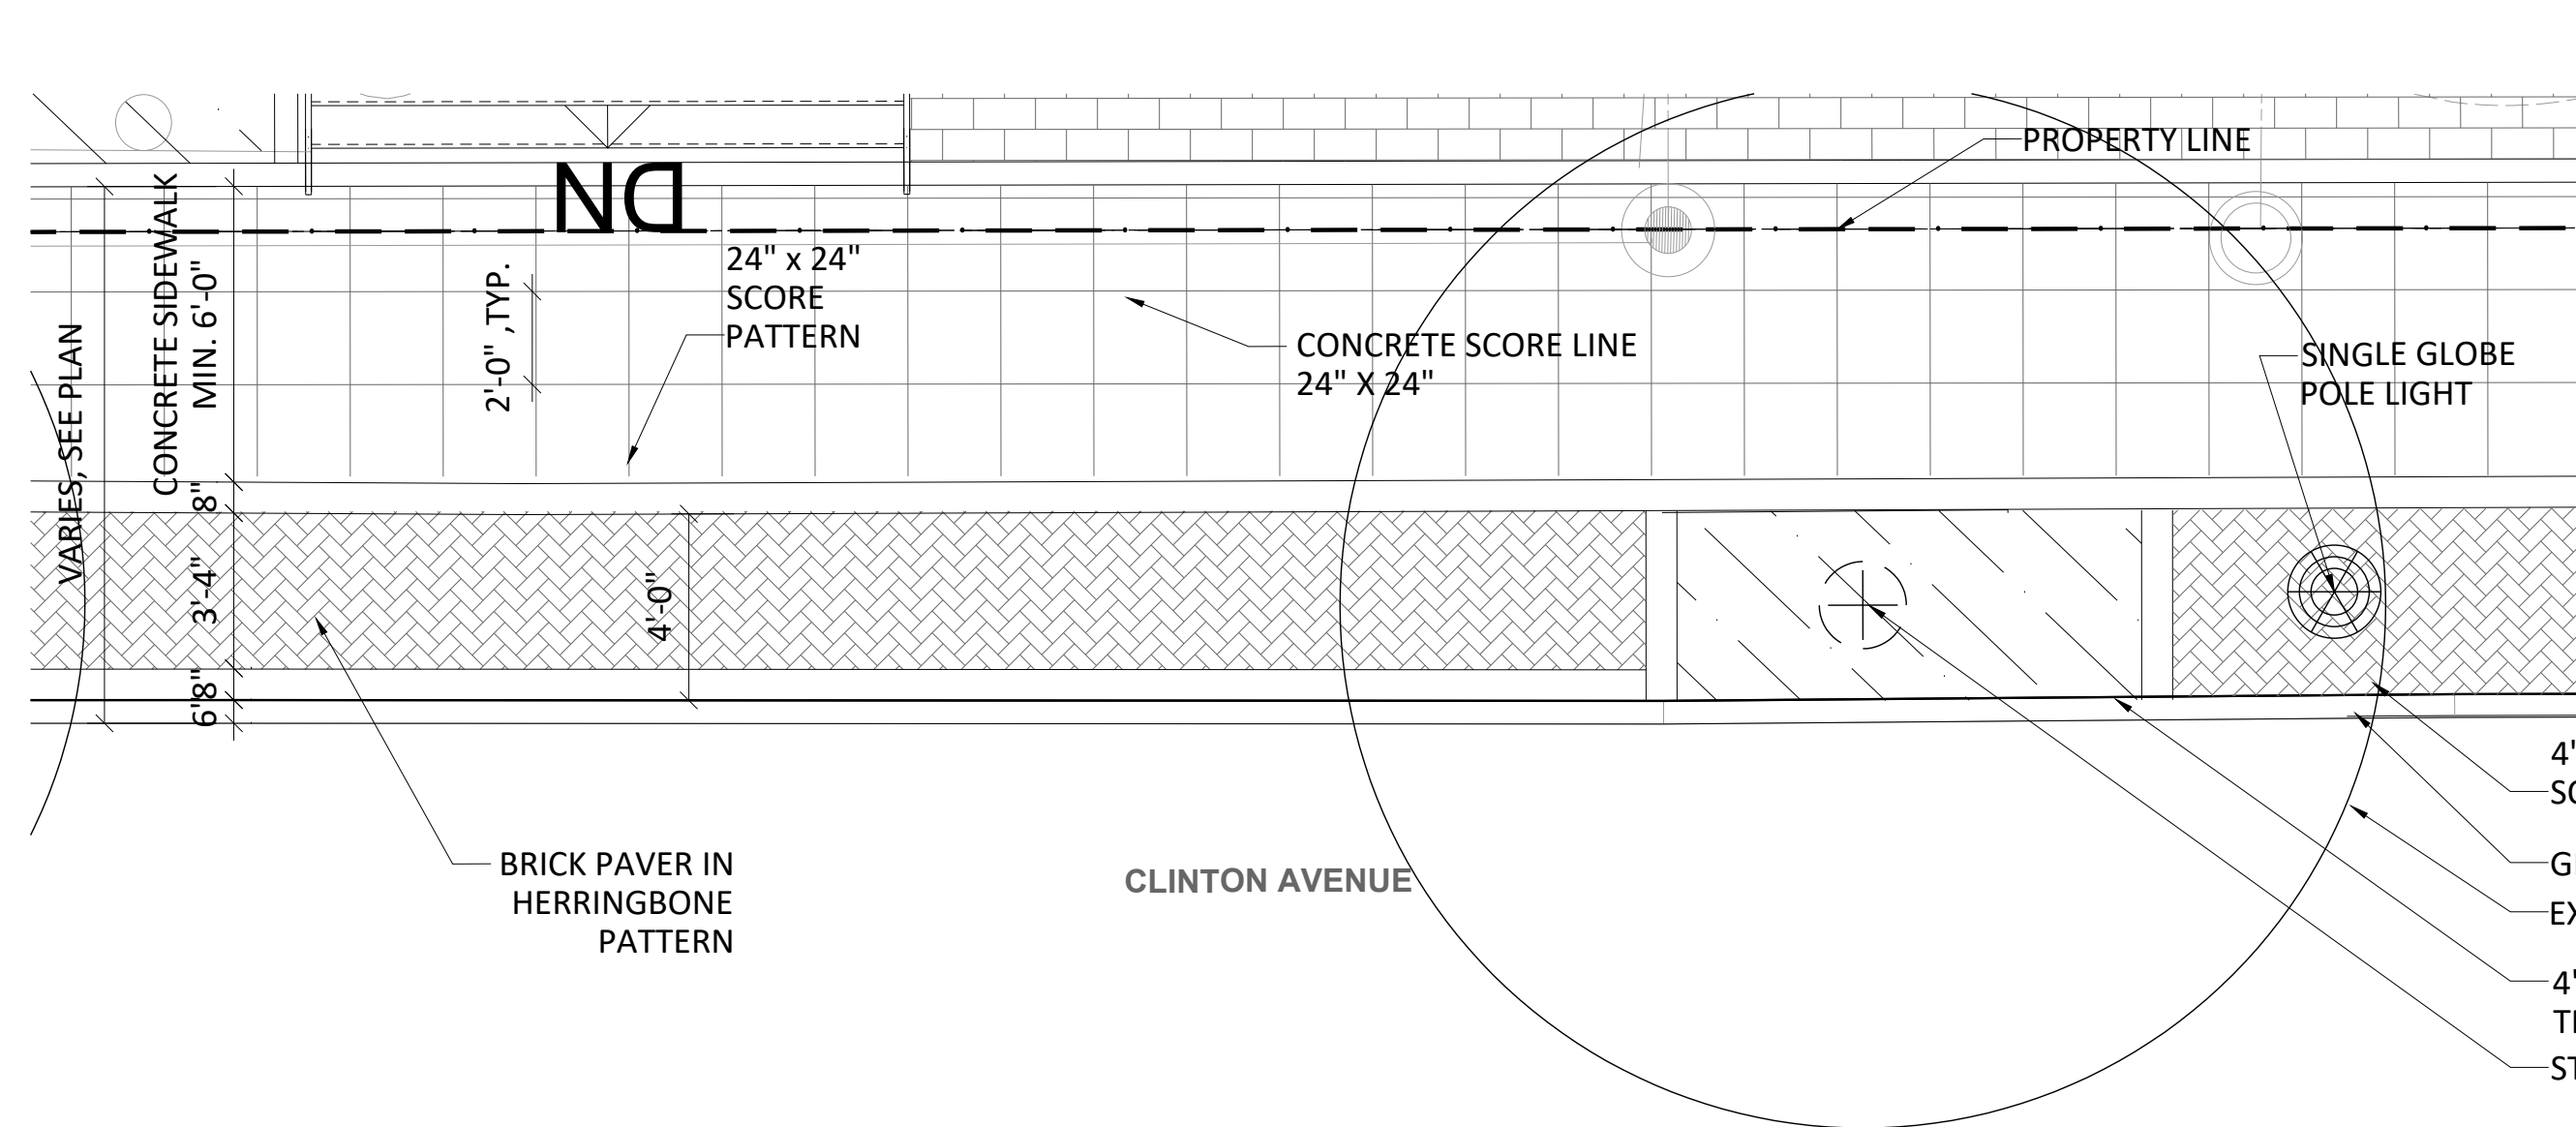 PROPERTY LINE
DN
24" x 24"
SCORE
PATTERN
CONCRETE SIDEWALK
MIN. 6'-0"
VARIES, SEE PLAN
2'-0" ,TYP.
CONCRETE SCORE LINE
24" X 24"
SINGLE GLOBE
POLE LIGHT
8"
3'-4"
4'-0"
8"
6"
BRICK PAVER IN
HERRINGBONE
PATTERN
CLINTON AVENUE
4'